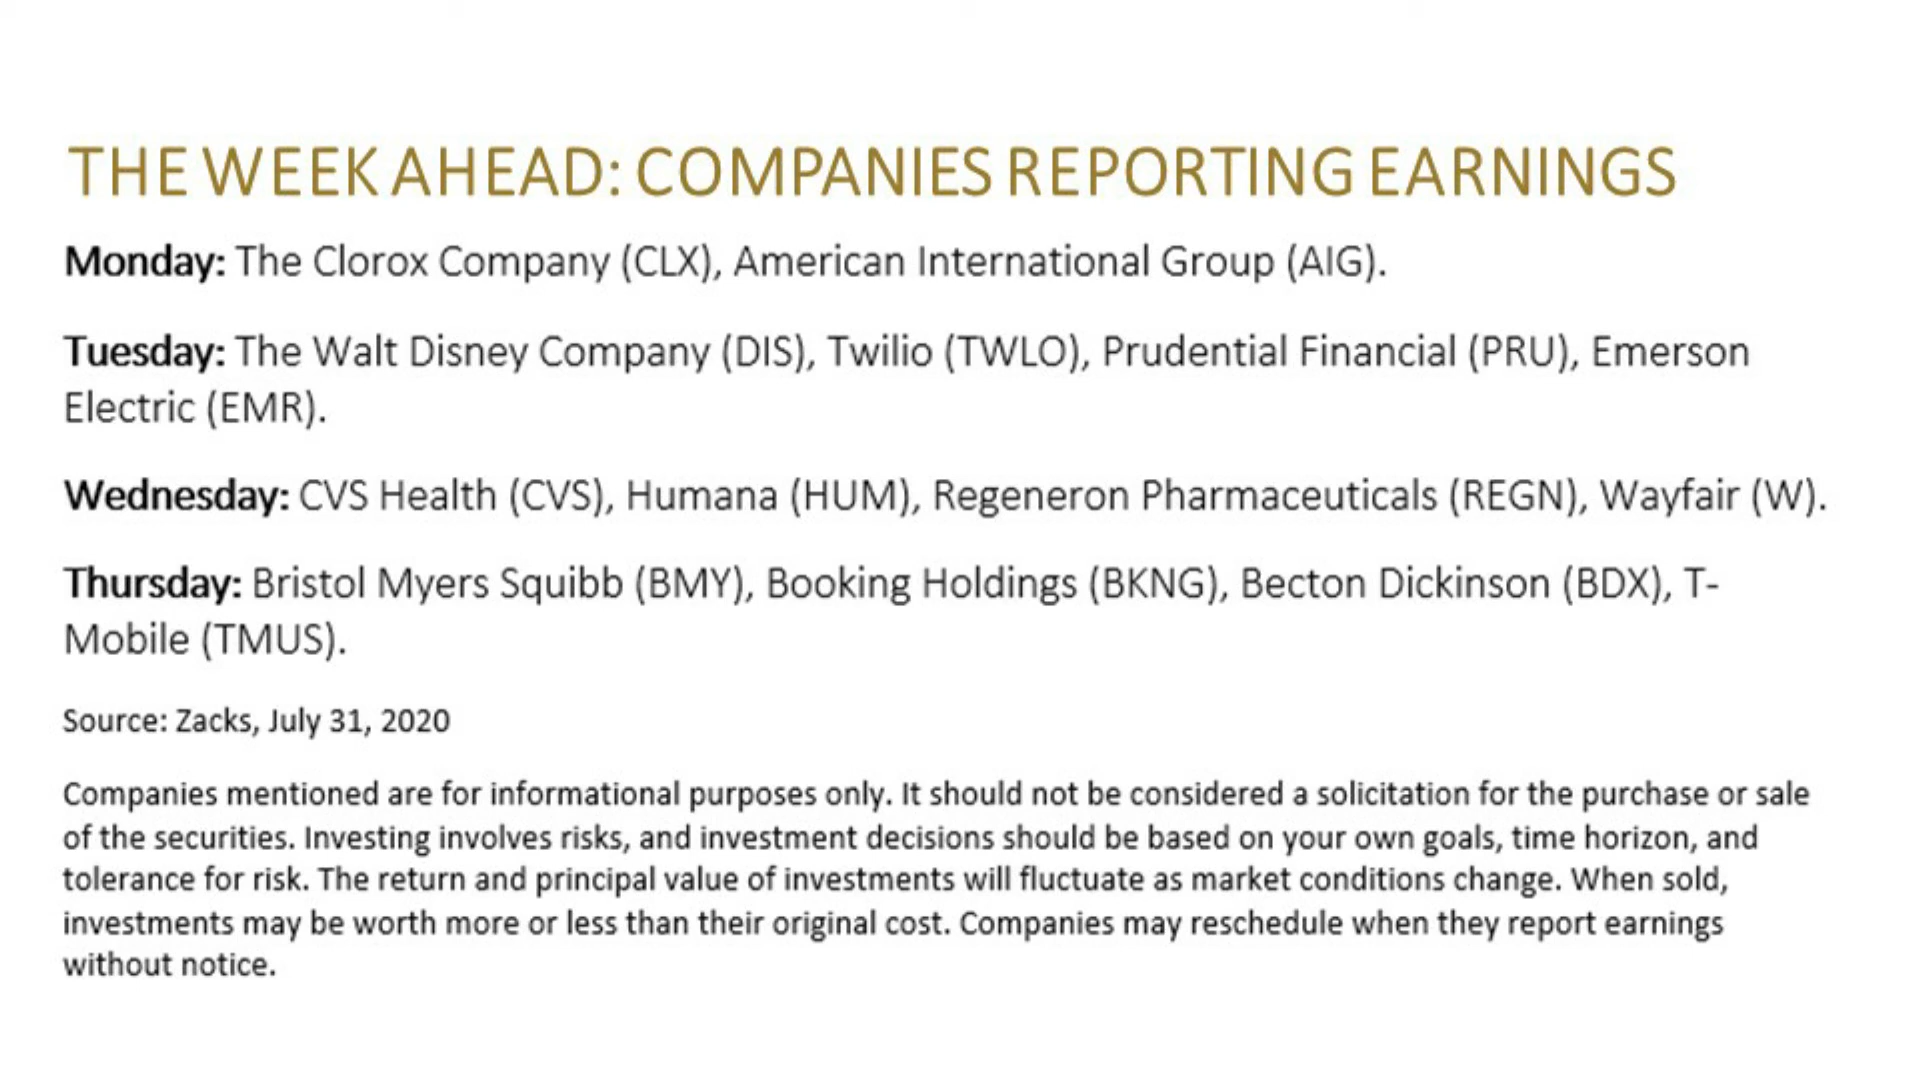 THE WEEK AHEAD: COMPANIES REPORTING EARNINGS
Monday: The Clorox Company (CLX), American International Group (AIG).
Tuesday: The Walt Disney Company (DIS), Twilio (TWLO), Prudential Financial (PRU), Emerson
Electric (EMR).
Wednesday: CVS Health (CVS), Humana (HUM), Regeneron Pharmaceuticals (REGN), Wayfair (W).
Thursday: Bristol Myers Squibb (BMY), Booking Holdings (BKNG), Becton Dickinson (BDX), T-
Mobile (TMUS).
Source: Zacks, July 31, 2020
Companies mentioned are for informational purposes only. It should not be considered a solicitation for the purchase or sale
of the securities. Investing involves risks, and investment decisions should be based on your own goals, time horizon, and
tolerance for risk. The return and principal value of investments will fluctuate as market conditions change. When sold,
investments may be worth more or less than their original cost. Companies may reschedule when they report earnings
without notice.